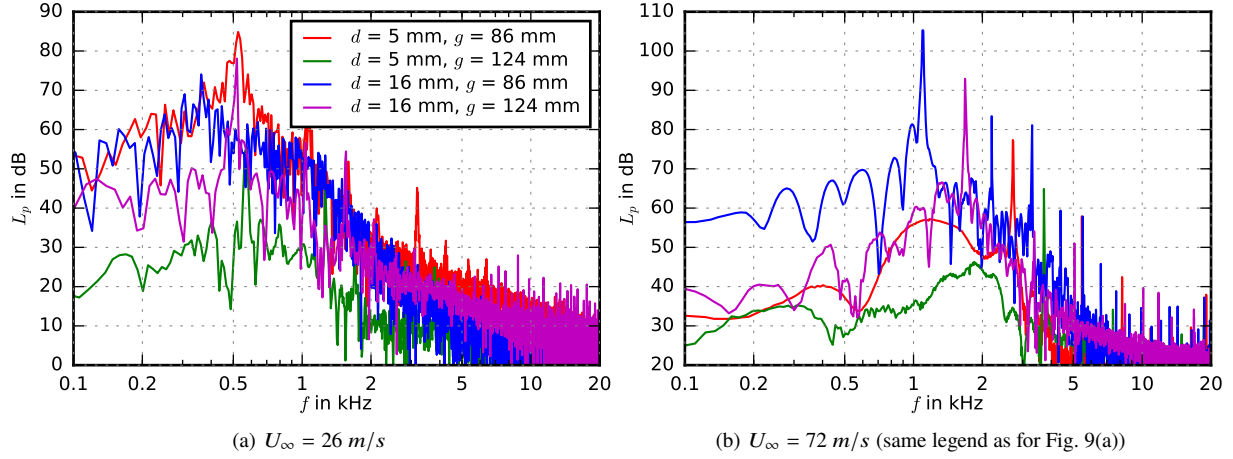 90
80
70
60
50
40
30
20
10
0
L_p in dB
0.1 0.2 0.5 1 2 5 10 20
f in kHz
d = 5 mm, g = 86 mm
d = 5 mm, g = 124 mm
d = 16 mm, g = 86 mm
d = 16 mm, g = 124 mm
(a) U∞ = 26 m/s
110
100
90
80
70
60
50
40
30
20
L_p in dB
0.1 0.2 0.5 1 2 5 10 20
f in kHz
(b) U∞ = 72 m/s (same legend as for Fig. 9(a))